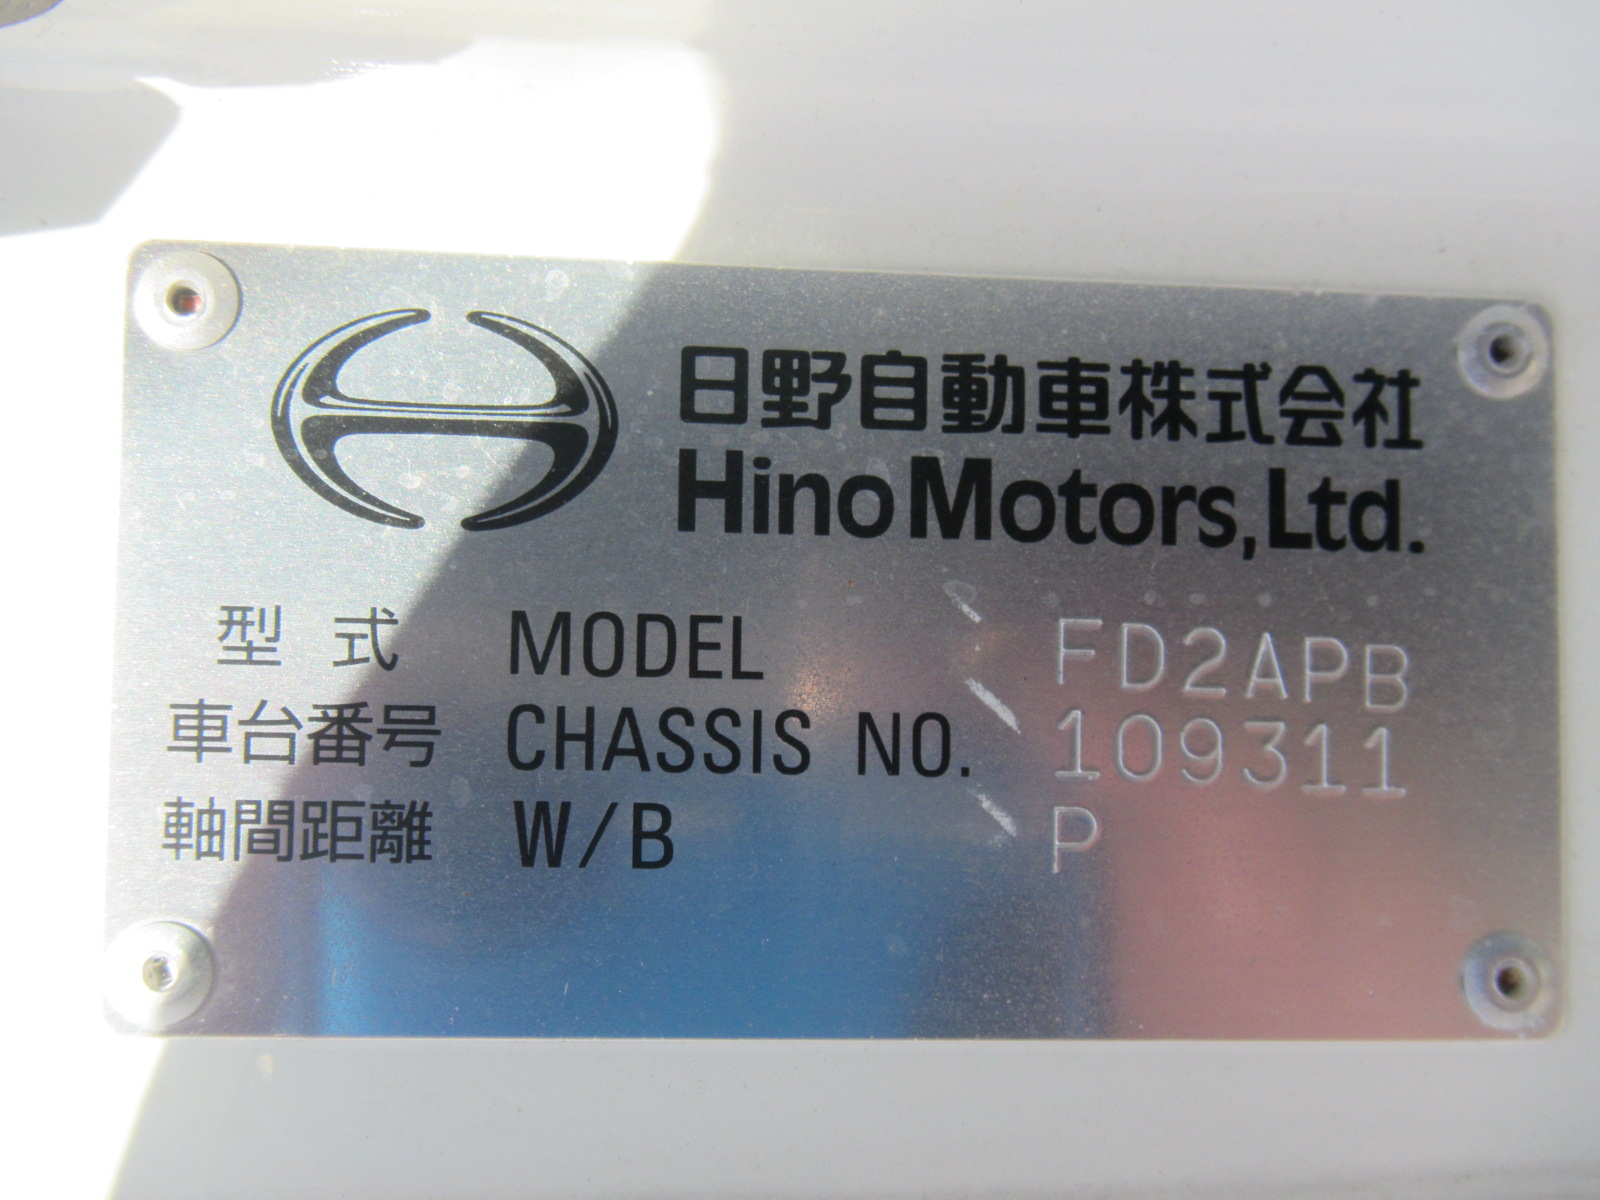 日野自動車株式会社
Hino Motors, Ltd.
型式 MODEL FD2APB
車台番号 CHASSIS NO. 109311
軸間距離 W/B P